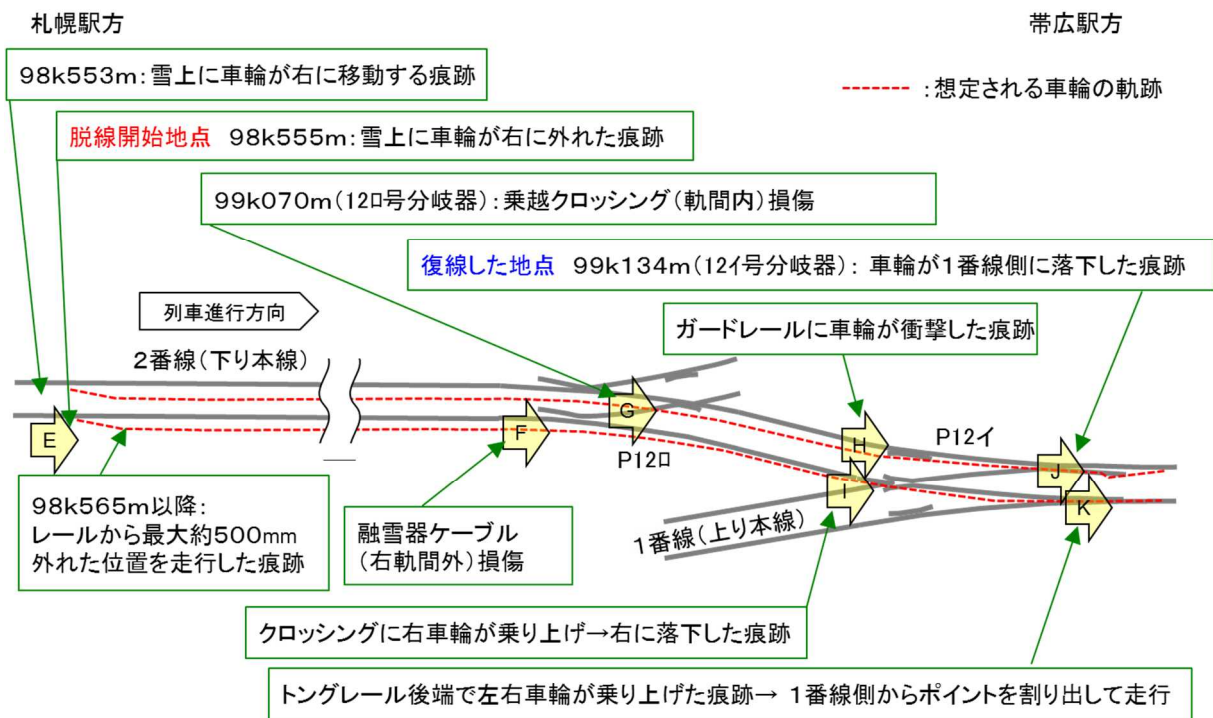 札幌駅方
帯広駅方
98k553m:雪上に車輪が右に移動する痕跡
:想定される車輪の軌跡
脱線開始地点 98k555m:雪上に車輪が右に外れた痕跡
99k070m(12ロ号分岐器):乗越クロッシング(軌間内)損傷
復線した地点 99k134m(12イ号分岐器): 車輪が1番線側に落下した痕跡
列車進行方向
ガードレールに車輪が衝撃した痕跡
2番線(下り本線)
E
F
G
H
I
J
K
P12ロ
P12イ
1番線(上り本線)
98k565m以降:
レールから最大約500mm
外れた位置を走行した痕跡
融雪器ケーブル
(右軌間外)損傷
クロッシングに右車輪が乗り上げ→右に落下した痕跡
トングレール後端で左右車輪が乗り上げた痕跡→ 1番線側からポイントを割り出して走行